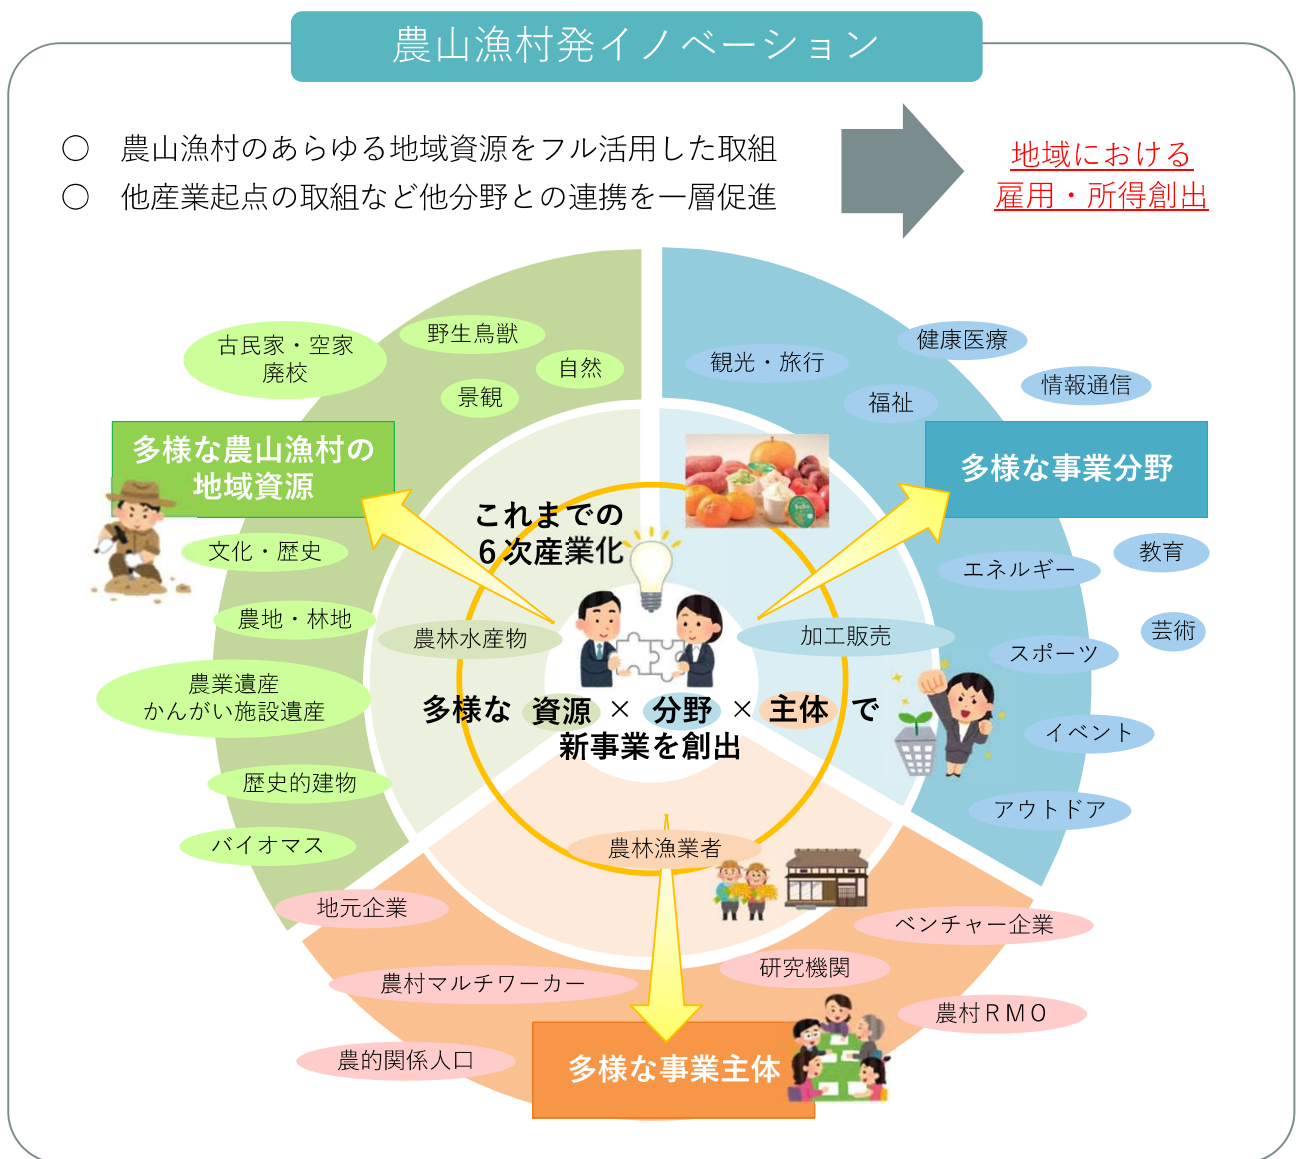 農山漁村発イノベーション
○ 農山漁村のあらゆる地域資源をフル活用した取組
○ 他産業起点の取組など他分野との連携を一層促進
地域における
雇用・所得創出
古民家・空家
廃校
野生鳥獣
自然
景観
多様な農山漁村の
地域資源
文化・歴史
農地・林地
農業遺産
かんがい施設遺産
歴史的建物
バイオマス
観光・旅行
健康医療
福祉
情報通信
多様な事業分野
エネルギー
教育
スポーツ
芸術
イベント
アウトドア
これまでの
６次産業化
農林水産物
加工販売
多様な 資源 × 分野 × 主体 で
新事業を創出
農林漁業者
地元企業
農村マルチワーカー
農的関係人口
研究機関
ベンチャー企業
農村ＲＭＯ
多様な事業主体